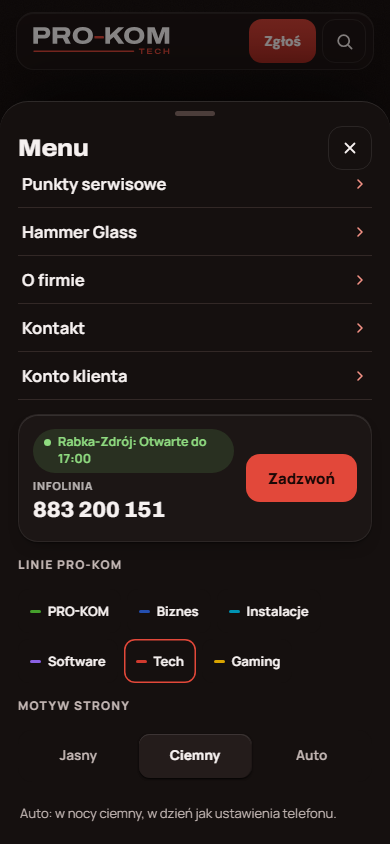 PRO-KOM
TECH
Zgłoś
Menu
Punkty serwisowe
Hammer Glass
O firmie
Kontakt
Konto klienta
Rabka-Zdrój: Otwarte do
17:00
INFOLINIA
883 200 151
Zadzwoń
LINIE PRO-KOM
PRO-KOM
Biznes
Instalacje
Software
Tech
Gaming
MOTYW STRONY
Jasny
Ciemny
Auto
Auto: w nocy ciemny, w dzień jak ustawienia telefonu.